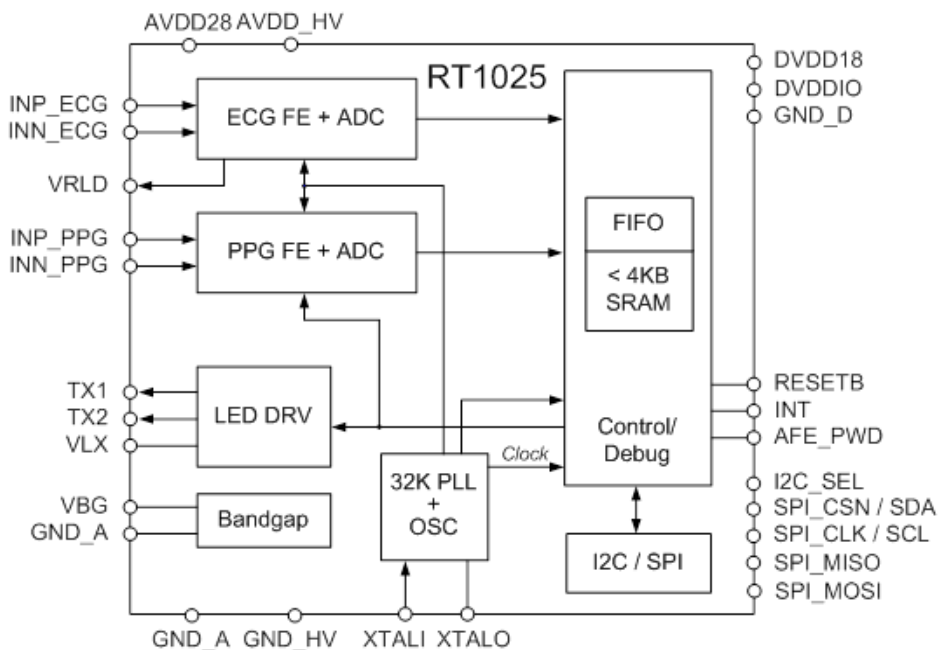 AVDD28 AVDD_HV
RT1025
DVDD18
DVDDIO
GND_D
INP_ECG
INN_ECG
ECG FE + ADC
VRLD
INP_PPG
INN_PPG
PPG FE + ADC
FIFO
< 4KB
SRAM
TX1
TX2
VLX
LED DRV
Control/
Debug
RESETB
INT
AFE_PWD
Clock
32K PLL
+
OSC
VBG
GND_A
Bandgap
I2C / SPI
I2C_SEL
SPI_CSN / SDA
SPI_CLK / SCL
SPI_MISO
SPI_MOSI
GND_A GND_HV XTALI XTALO